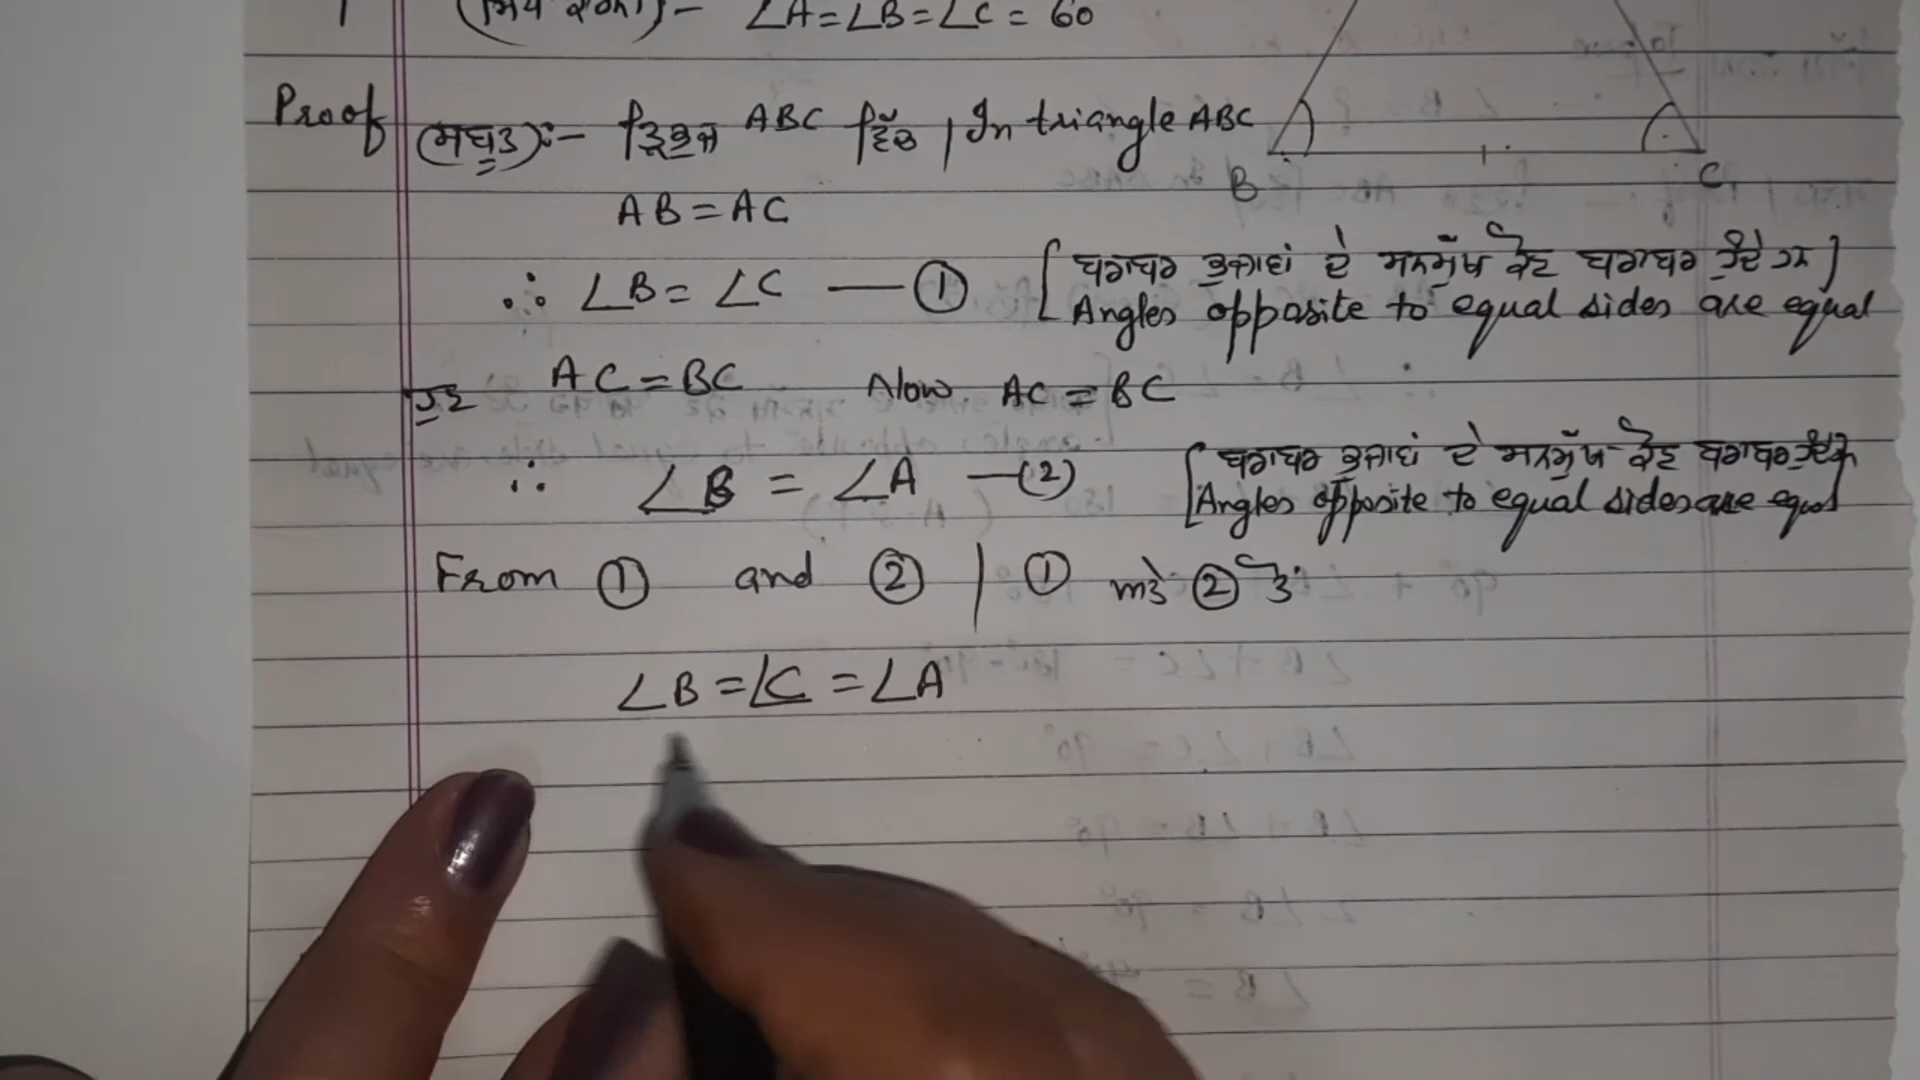 (ਸਿੱਧ ਕਰਨਾ) :- ∠A=∠B=∠C = 60
Proof (ਸਬੂਤ):- ਤ੍ਰਿਭੁਜ ABC ਵਿੱਚ, In triangle ABC
B C
AB = AC
∴ ∠B = ∠C — ① [ਬਰਾਬਰ ਭੁਜਾਵਾਂ ਦੇ ਸਨਮੁੱਖ ਕੋਣ ਬਰਾਬਰ ਹੁੰਦੇ ਹਨ]
Angles opposite to equal sides are equal
ਹੁਣ AC = BC Now AC = BC
∴ ∠B = ∠A —(2) [ਬਰਾਬਰ ਭੁਜਾਵਾਂ ਦੇ ਸਨਮੁੱਖ ਕੋਣ ਬਰਾਬਰ ਹੁੰਦੇ
Angles opposite to equal sides are equal
From ① and ② | ① ਅਤੇ ② ਤੋਂ
∠B = ∠C = ∠A